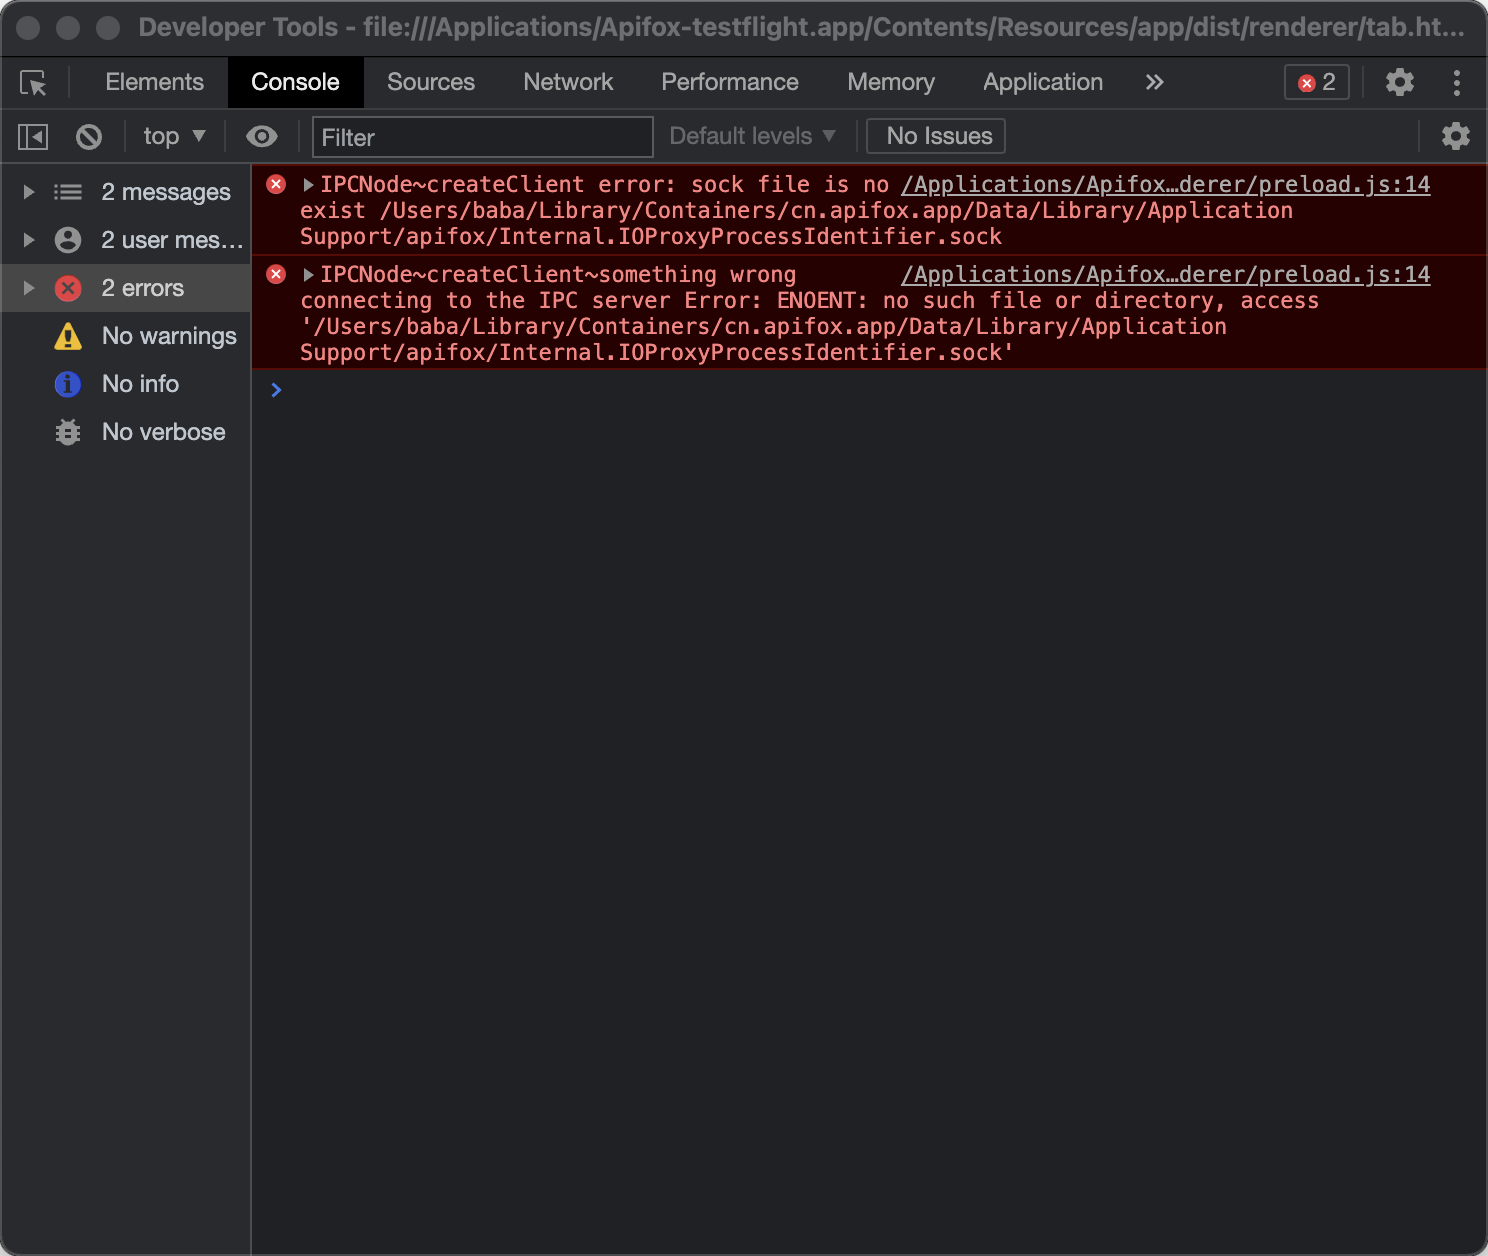 Developer Tools - file:///Applications/Apifox-testflight.app/Contents/Resources/app/dist/renderer/tab.ht...
Elements Console Sources Network Performance Memory Application » 2
top ▼ Filter Default levels ▼ No Issues
2 messages
2 user mes...
2 errors
No warnings
No info
No verbose
IPCNode~createClient error: sock file is no /Applications/Apifox…derer/preload.js:14
exist /Users/baba/Library/Containers/cn.apifox.app/Data/Library/Application
Support/apifox/Internal.IOProxyProcessIdentifier.sock
IPCNode~createClient~something wrong /Applications/Apifox…derer/preload.js:14
connecting to the IPC server Error: ENOENT: no such file or directory, access
'/Users/baba/Library/Containers/cn.apifox.app/Data/Library/Application
Support/apifox/Internal.IOProxyProcessIdentifier.sock'